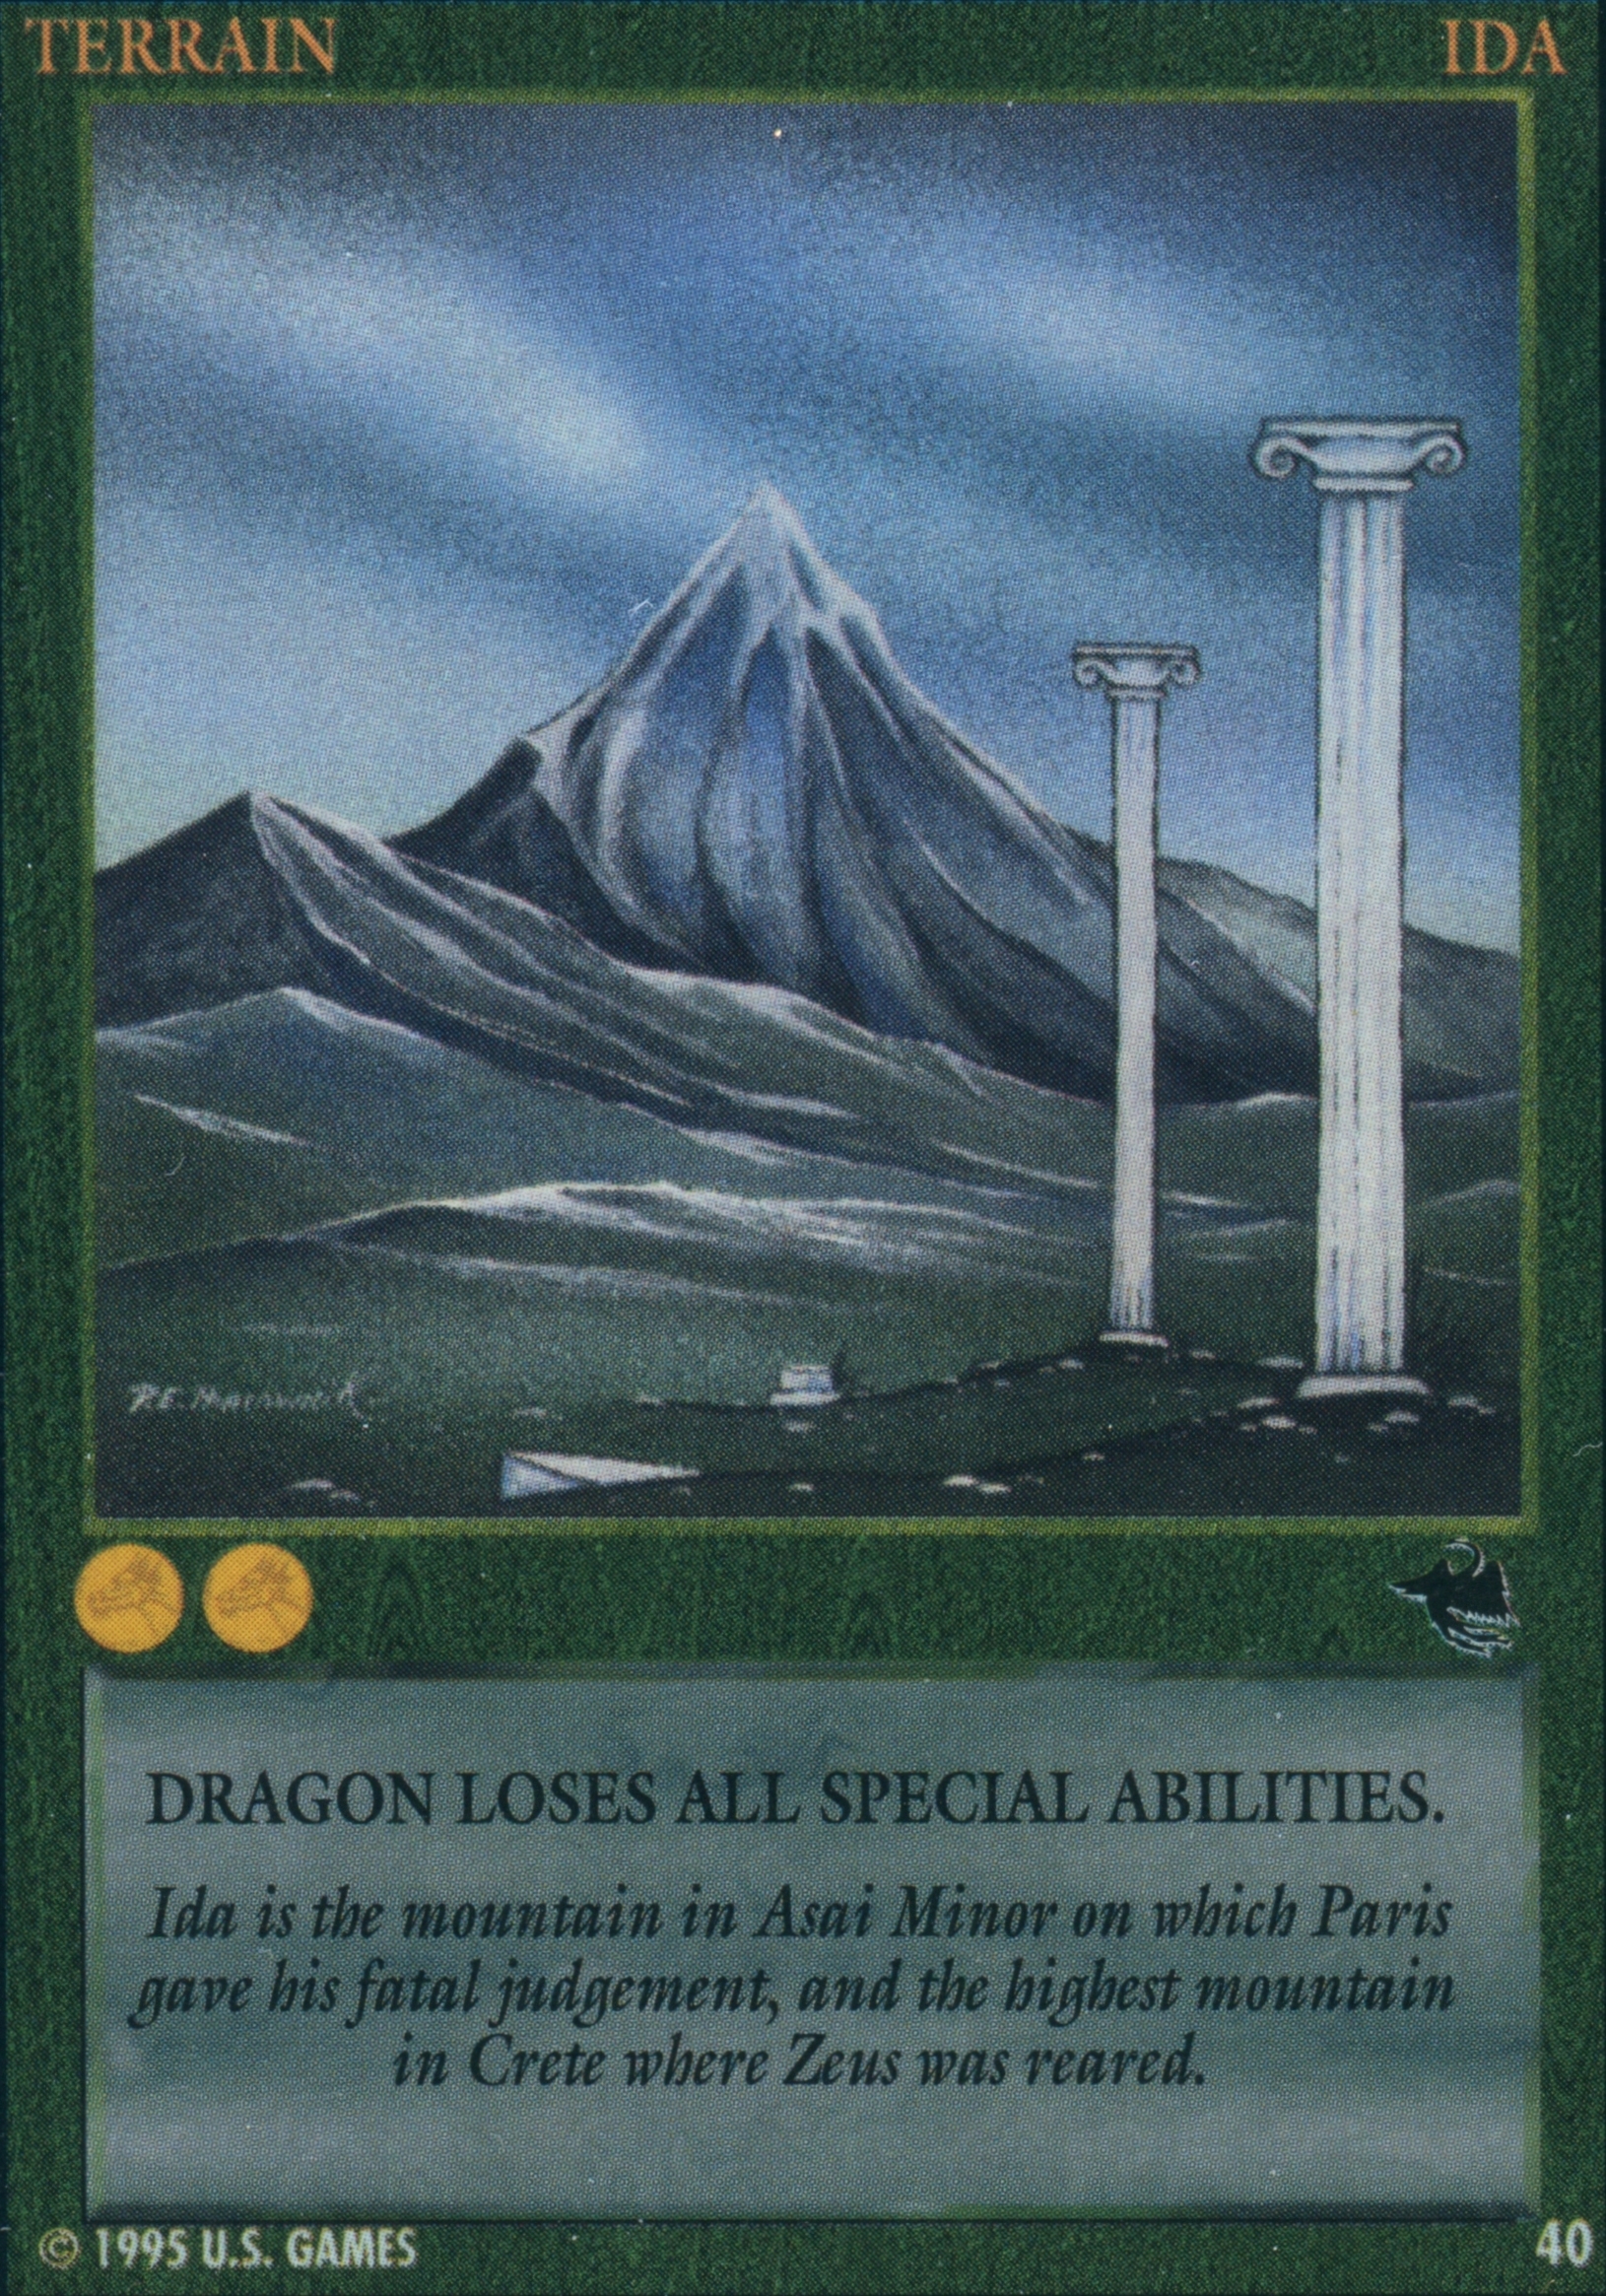 TERRAIN
IDA
DRAGON LOSES ALL SPECIAL ABILITIES.
Ida is the mountain in Asai Minor on which Paris
gave his fatal judgement, and the highest mountain
in Crete where Zeus was reared.
© 1995 U.S. GAMES
40